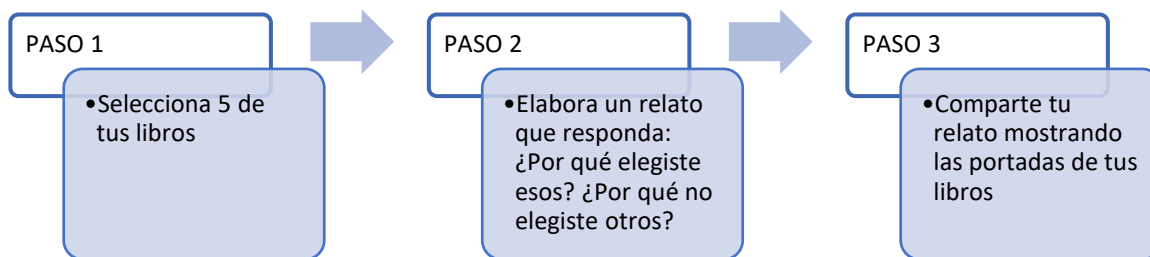 PASO 1
•Selecciona 5 de
tus libros
PASO 2
•Elabora un relato
que responda:
¿Por qué elegiste
esos? ¿Por qué no
elegiste otros?
PASO 3
•Comparte tu
relato mostrando
las portadas de tus
libros